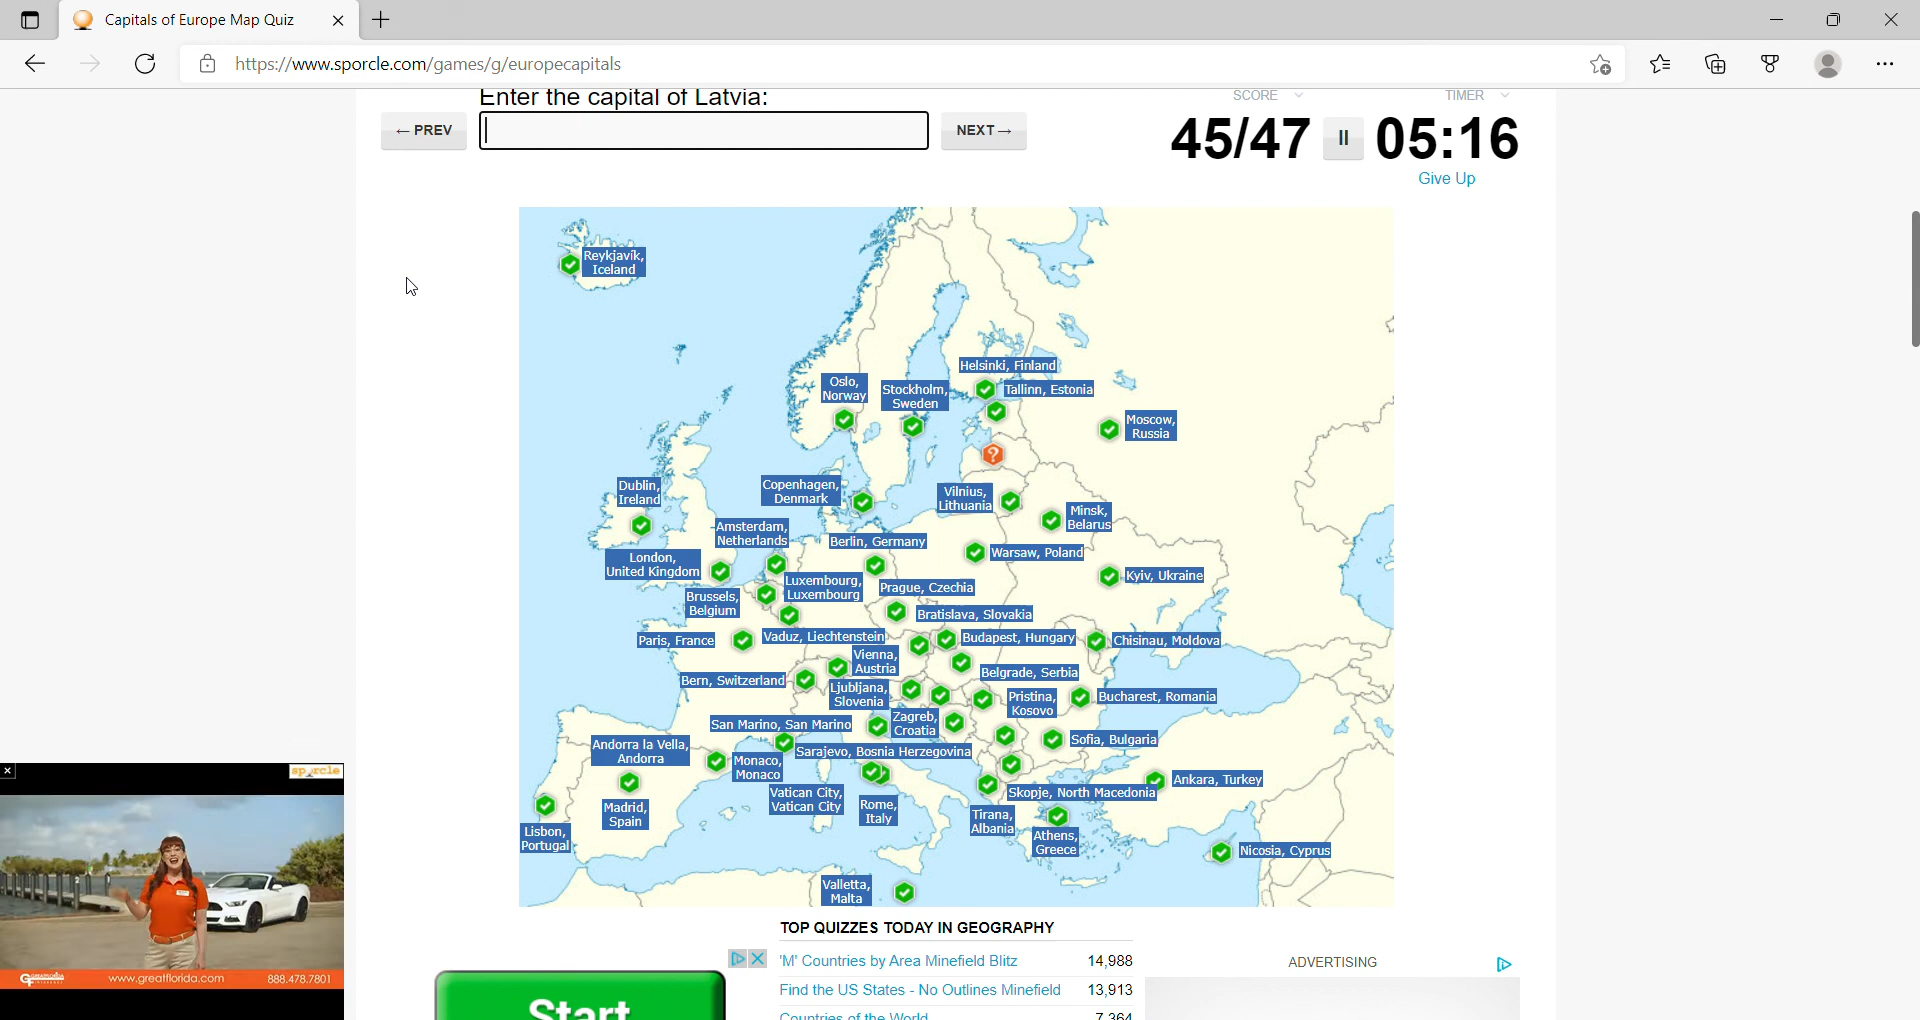 Capitals of Europe Map Quiz
https://www.sporcle.com/games/g/europecapitals
Enter the capital of Latvia:
← PREV
NEXT →
SCORE
TIMER
45/47
05:16
Give Up
Reykjavik,
Iceland
Helsinki, Finland
Oslo,
Norway
Stockholm,
Sweden
Tallinn, Estonia
Moscow,
Russia
?
Dublin,
Ireland
Copenhagen,
Denmark
Vilnius,
Lithuania
Minsk,
Belarus
Amsterdam,
Netherlands
Berlin, Germany
Warsaw, Poland
London,
United Kingdom
Luxembourg,
Luxembourg
Prague, Czechia
Kyiv, Ukraine
Brussels,
Belgium
Bratislava, Slovakia
Paris, France
Vaduz, Liechtenstein
Budapest, Hungary
Chisinau, Moldova
Vienna,
Austria
Bern, Switzerland
Belgrade, Serbia
Ljubljana,
Slovenia
Pristina,
Kosovo
Bucharest, Romania
San Marino, San Marino
Zagreb,
Croatia
Sofia, Bulgaria
Andorra la Vella,
Andorra
Sarajevo, Bosnia Herzegovina
Monaco,
Monaco
Ankara, Turkey
Madrid,
Spain
Vatican City,
Vatican City
Rome,
Italy
Skopje, North Macedonia
Tirana,
Albania
Lisbon,
Portugal
Athens,
Greece
Nicosia, Cyprus
Valletta,
Malta
sporcle
www.greatflorida.com
888.478.7801
TOP QUIZZES TODAY IN GEOGRAPHY
'M' Countries by Area Minefield Blitz 14,988
Find the US States - No Outlines Minefield 13,913
Countries of the World 7,364
Start
ADVERTISING